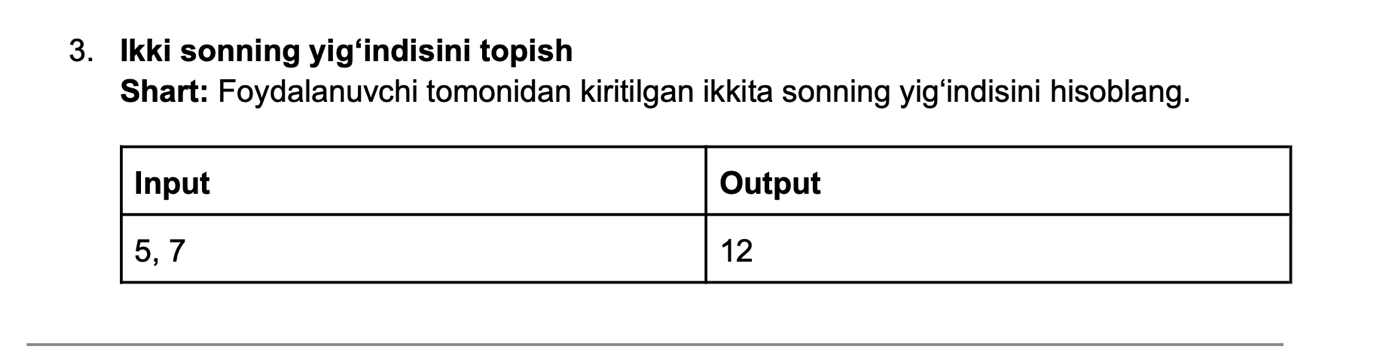 3. Ikki sonning yig‘indisini topish
Shart: Foydalanuvchi tomonidan kiritilgan ikkita sonning yig‘indisini hisoblang.
Input Output
5, 7 12